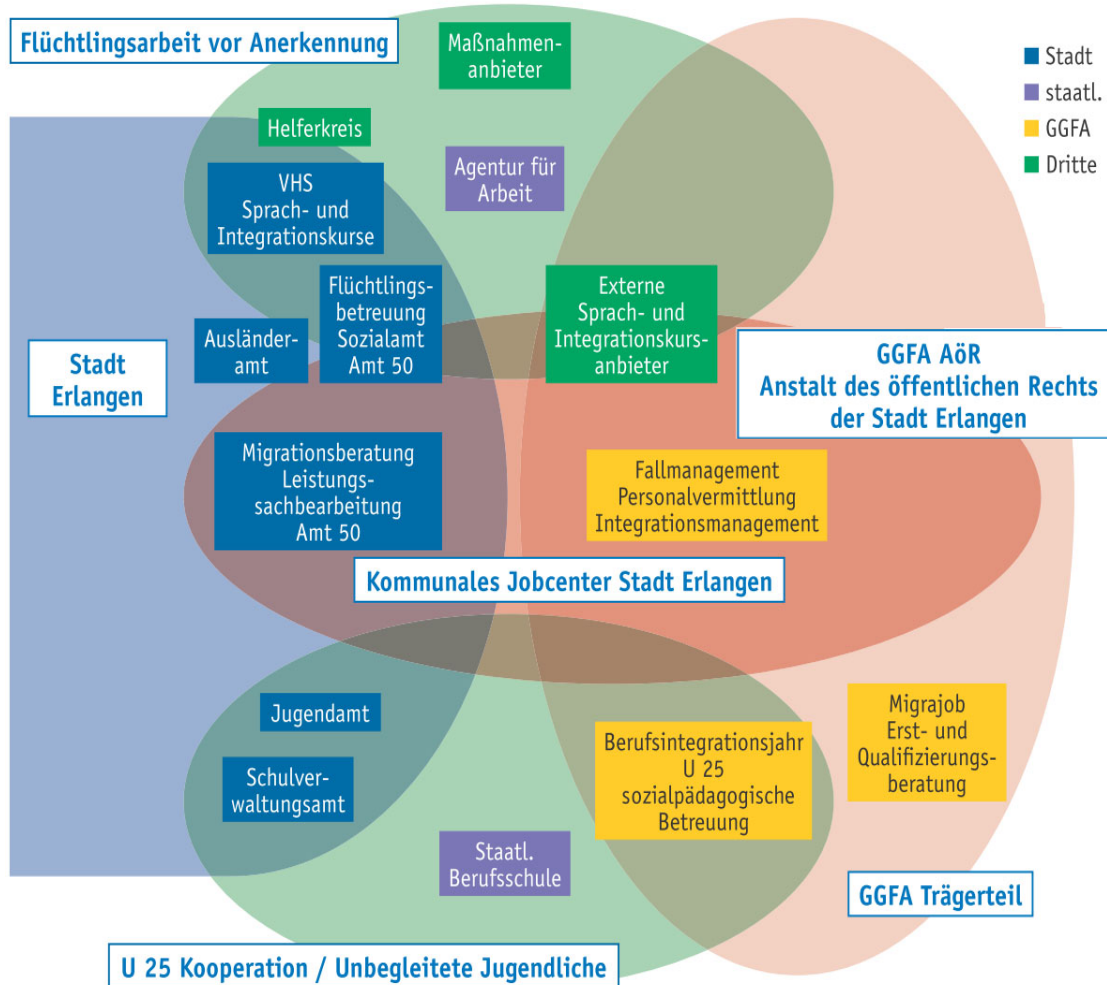 Flüchtlingsarbeit vor Anerkennung
Maßnahmen-
anbieter
Stadt
staatl.
GGFA
Dritte
Helferkreis
VHS
Sprach- und
Integrationskurse
Agentur für
Arbeit
Flüchtlings-
betreuung
Sozialamt
Amt 50
Externe
Sprach- und
Integrationskurs-
anbieter
Ausländer-
amt
Stadt
Erlangen
GGFA AöR
Anstalt des öffentlichen Rechts
der Stadt Erlangen
Migrationsberatung
Leistungs-
sachbearbeitung
Amt 50
Fallmanagement
Personalvermittlung
Integrationsmanagement
Kommunales Jobcenter Stadt Erlangen
Jugendamt
Schulver-
waltungsamt
Berufsintegrationsjahr
U 25
sozialpädagogische
Betreuung
Migrajob
Erst- und
Qualifizierungs-
beratung
Staatl.
Berufsschule
GGFA Trägerteil
U 25 Kooperation / Unbegleitete Jugendliche